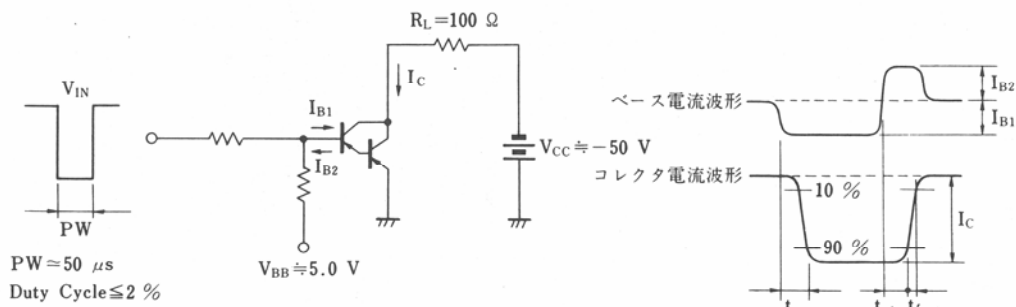 R_L=100 Ω
V_IN
I_C
I_B1
I_B2
V_CC≒−50 V
V_BB≒5.0 V
PW
PW≃50 μs
Duty Cycle≦2 %
ベース電流波形
I_B2
I_B1
コレクタ電流波形
10 %
90 %
I_C